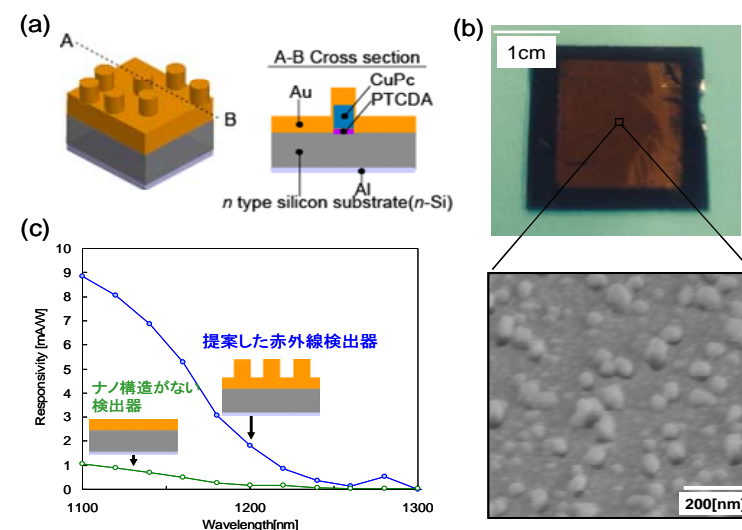 (a)
A
B
A-B Cross section
CuPc
PTCDA
Au
Al
n type silicon substrate(n-Si)
(b)
1cm
200[nm]
(c)
Responsivity [mA/W]
10
9
8
7
6
5
4
3
2
1
0
提案した赤外線検出器
ナノ構造がない
検出器
1100
1200
1300
Wavelength[nm]